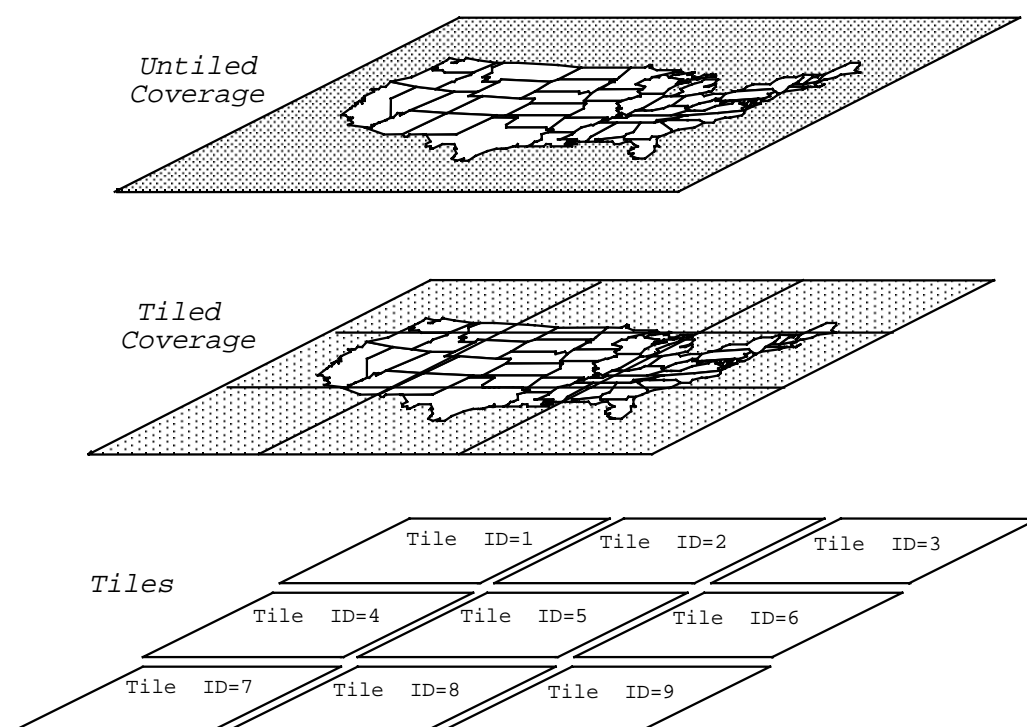 Untiled
Coverage
Tiled
Coverage
Tile ID=1
Tile ID=2
Tile ID=3
Tiles
Tile ID=4
Tile ID=5
Tile ID=6
Tile ID=7
Tile ID=8
Tile ID=9